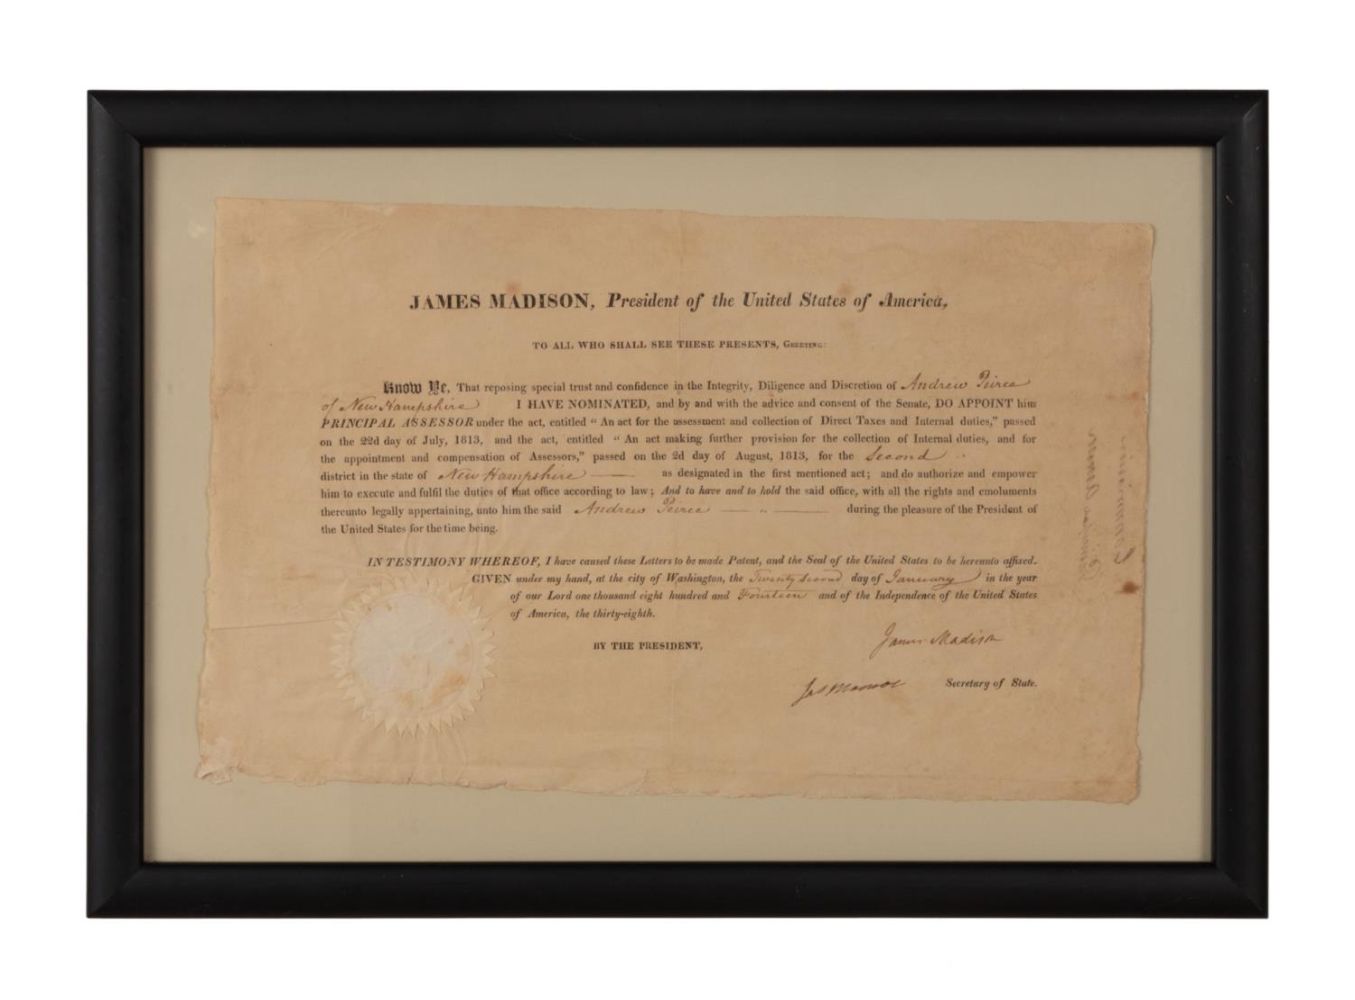 JAMES MADISON, President of the United States of America,
TO ALL WHO SHALL SEE THESE PRESENTS, GREETING:
Know Ye, That reposing special trust and confidence in the Integrity, Diligence and Discretion of Andrew Peirce
of New Hampshire I HAVE NOMINATED, and by and with the advice and consent of the Senate, DO APPOINT him
PRINCIPAL ASSESSOR under the act, entitled “ An act for the assessment and collection of Direct Taxes and Internal duties,” passed
on the 22d day of July, 1813, and the act, entitled “ An act making further provision for the collection of Internal duties, and for
the appointment and compensation of Assessors,” passed on the 2d day of August, 1813, for the Second
district in the state of New Hampshire as designated in the first mentioned act; and do authorize and empower
him to execute and fulfil the duties of that office according to law; And to have and to hold the said office, with all the rights and emoluments
thereunto legally appertaining, unto him the said Andrew Peirce during the pleasure of the President of
the United States for the time being.
IN TESTIMONY WHEREOF, I have caused these Letters to be made Patent, and the Seal of the United States to be hereunto affixed.
GIVEN under my hand, at the city of Washington, the Twenty Second day of January in the year
of our Lord one thousand eight hundred and Fourteen and of the Independence of the United States
of America, the thirty-eighth.
BY THE PRESIDENT,
James Madison
Jas Monroe Secretary of State.